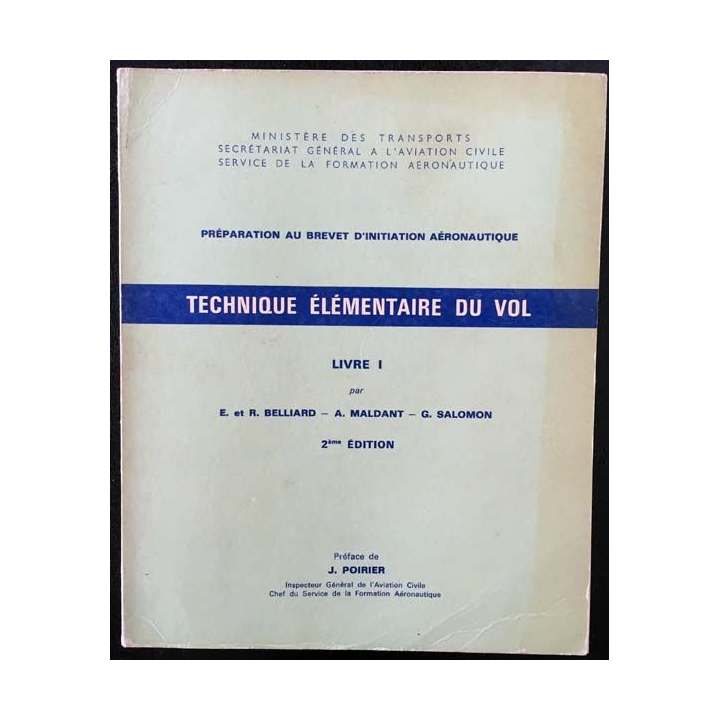 MINISTÈRE DES TRANSPORTS
SECRÉTARIAT GÉNÉRAL A L'AVIATION CIVILE
SERVICE DE LA FORMATION AÉRONAUTIQUE
PRÉPARATION AU BREVET D'INITIATION AÉRONAUTIQUE
TECHNIQUE ÉLÉMENTAIRE DU VOL
LIVRE I
par
E. et R. BELLIARD – A. MALDANT – G. SALOMON
2ème ÉDITION
Préface de
J. POIRIER
Inspecteur Général de l'Aviation Civile
Chef du Service de la Formation Aéronautique